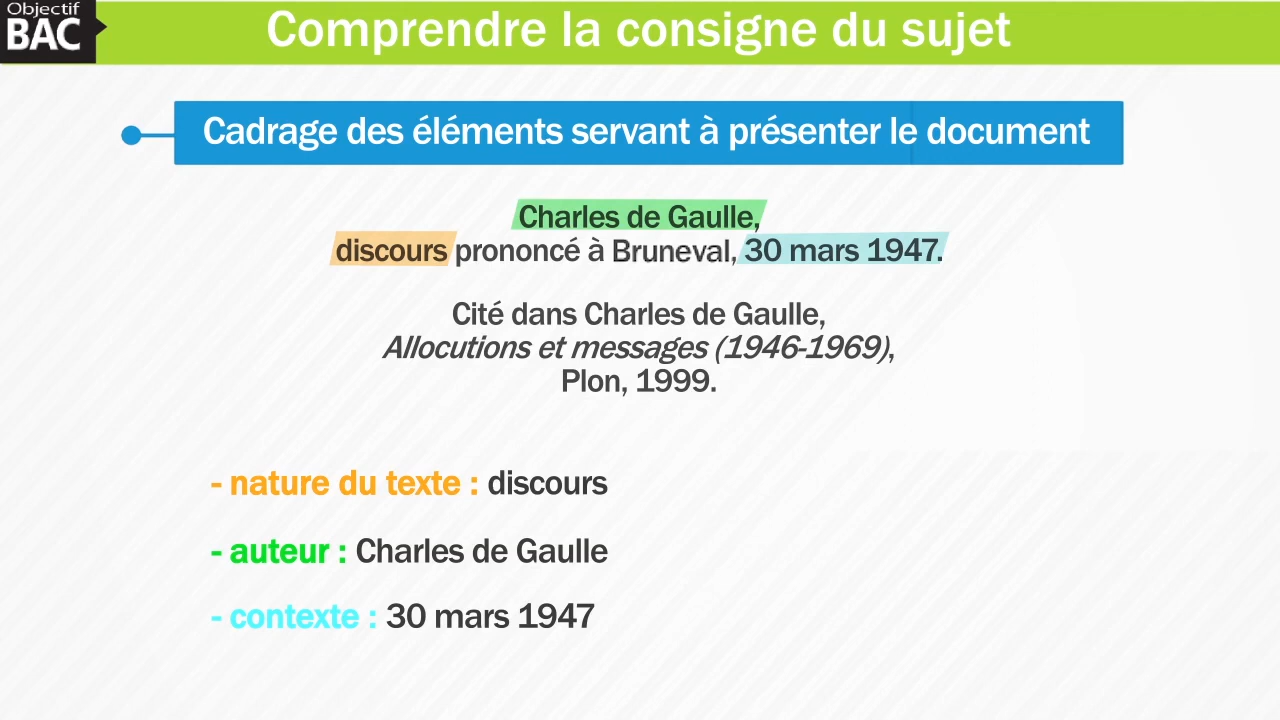 Objectif
BAC
Comprendre la consigne du sujet
Cadrage des éléments servant à présenter le document
Charles de Gaulle,
discours prononcé à Bruneval, 30 mars 1947.
Cité dans Charles de Gaulle,
Allocutions et messages (1946-1969),
Plon, 1999.
- nature du texte : discours
- auteur : Charles de Gaulle
- contexte : 30 mars 1947